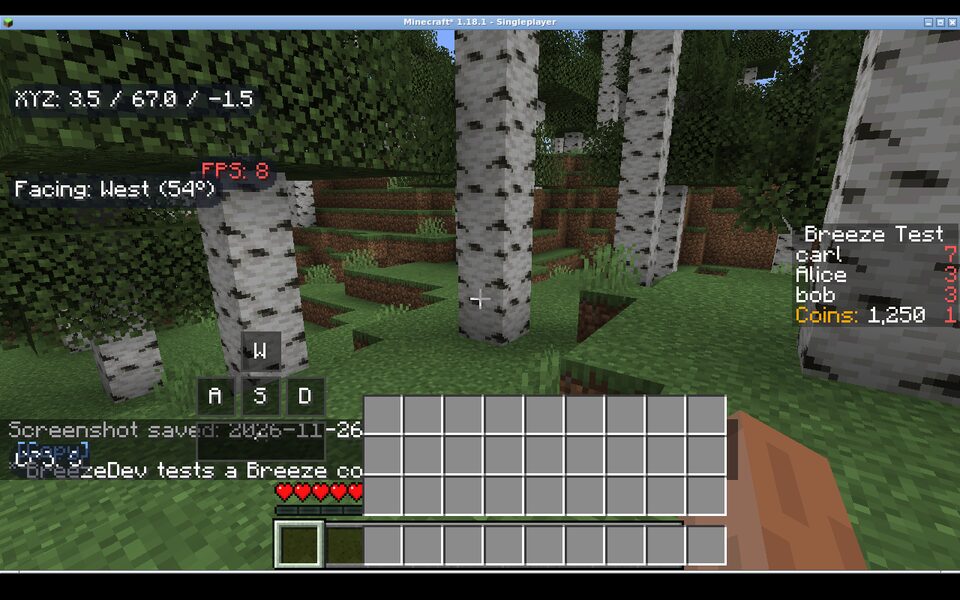 Minecraft* 1.18.1 - Singleplayer
XYZ: 3.5 / 67.0 / -1.5
FPS: 8
Facing: West (54°)
Breeze Test
carl 7
Alice 3
bob 3
Coins: 1,250 1
W
A S D
Screenshot saved: 2026-11-26
[Copy]
* BreezeDev tests a Breeze co